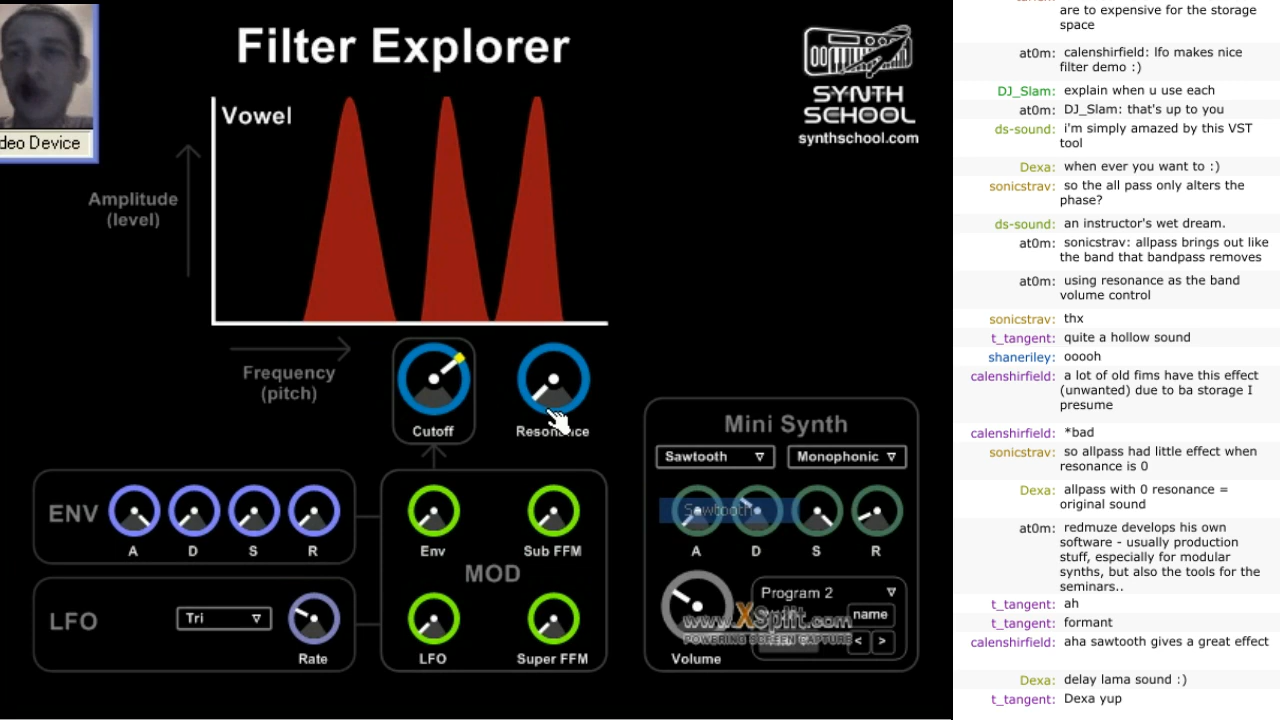 Filter Explorer
SYNTH
SCHOOL
synthschool.com
deo Device
Vowel
Amplitude
(level)
Frequency
(pitch)
Cutoff
Resonance
Mini Synth
Sawtooth
Monophonic
Sawtooth
A
D
S
R
ENV
A
D
S
R
Env
Sub FFM
MOD
LFO
Tri
Rate
LFO
Super FFM
Program 2
name
< >
www.XSplit.com
POWERING SCREEN CAPTURE
Volume
are to expensive for the storage
space
at0m: calenshirfield: lfo makes nice
filter demo :)
DJ_Slam: explain when u use each
at0m: DJ_Slam: that's up to you
ds-sound: i'm simply amazed by this VST
tool
Dexa: when ever you want to :)
sonicstrav: so the all pass only alters the
phase?
ds-sound: an instructor's wet dream.
at0m: sonicstrav: allpass brings out like
the band that bandpass removes
at0m: using resonance as the band
volume control
sonicstrav: thx
t_tangent: quite a hollow sound
shaneriley: ooooh
calenshirfield: a lot of old fims have this effect
(unwanted) due to ba storage I
presume
calenshirfield: *bad
sonicstrav: so allpass had little effect when
resonance is 0
Dexa: allpass with 0 resonance =
original sound
at0m: redmuze develops his own
software - usually production
stuff, especially for modular
synths, but also the tools for the
seminars..
t_tangent: ah
t_tangent: formant
calenshirfield: aha sawtooth gives a great effect
Dexa: delay lama sound :)
t_tangent: Dexa yup